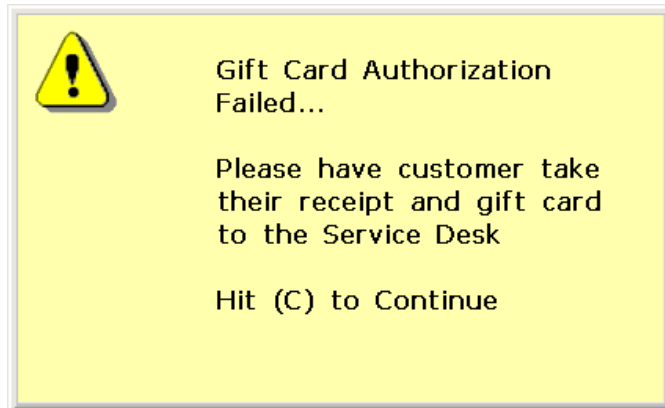 Gift Card Authorization
Failed...
Please have customer take
their receipt and gift card
to the Service Desk
Hit (C) to Continue